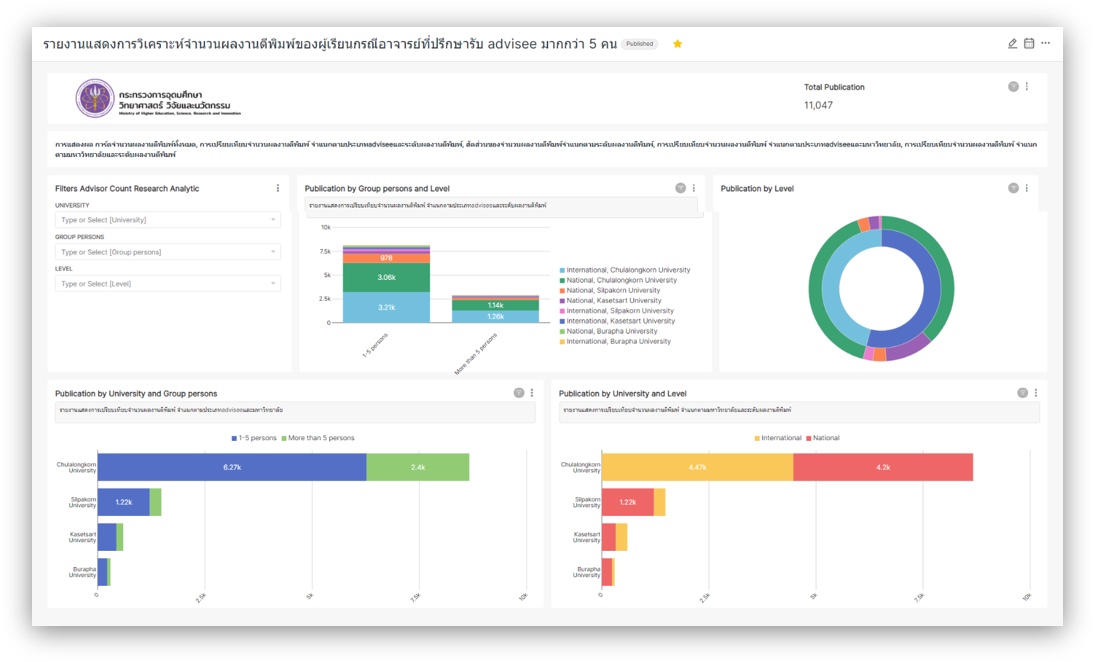 รายงานแสดงการวิเคราะห์จำนวนผลงานตีพิมพ์ของผู้เรียนกรณีอาจารย์ที่ปรึกษารับ advisee มากกว่า 5 คน Published
กระทรวงการอุดมศึกษา
วิทยาศาสตร์ วิจัยและนวัตกรรม
Ministry of Higher Education, Science, Research and Innovation
Total Publication
11,047
การแสดงผล การ์ดจำนวนผลงานตีพิมพ์ทั้งหมด, การเปรียบเทียบจำนวนผลงานตีพิมพ์ จำแนกตามประเภทadviseeและระดับผลงานตีพิมพ์, สัดส่วนของจำนวนผลงานตีพิมพ์จำแนกตามระดับผลงานตีพิมพ์, การเปรียบเทียบจำนวนผลงานตีพิมพ์ จำแนกตามประเภทadviseeและมหาวิทยาลัย, การเปรียบเทียบจำนวนผลงานตีพิมพ์ จำแนก
ตามมหาวิทยาลัยและระดับผลงานตีพิมพ์
Filters Advisor Count Research Analytic
UNIVERSITY
Type or Select [University]
GROUP PERSONS
Type or Select [Group persons]
LEVEL
Type or Select [Level]
Publication by Group persons and Level
รายงานแสดงการเปรียบเทียบจำนวนผลงานตีพิมพ์ จำแนกตามประเภทadviseeและระดับผลงานตีพิมพ์
10k
7.5k
5k
2.5k
0
978
3.06k
3.21k
1.14k
1.26k
1-5 persons
More than 5 persons
International, Chulalongkorn University
National, Chulalongkorn University
National, Silpakorn University
National, Kasetsart University
International, Silpakorn University
International, Kasetsart University
National, Burapha University
International, Burapha University
Publication by Level
Publication by University and Group persons
รายงานแสดงการเปรียบเทียบจำนวนผลงานตีพิมพ์ จำแนกตามประเภทadviseeและมหาวิทยาลัย
1-5 persons More than 5 persons
Chulalongkorn
University
6.27k 2.4k
Silpakorn
University
1.22k
Kasetsart
University
Burapha
University
0 2.5k 5k 7.5k 10k
Publication by University and Level
รายงานแสดงการเปรียบเทียบจำนวนผลงานตีพิมพ์ จำแนกตามมหาวิทยาลัยและระดับผลงานตีพิมพ์
International National
Chulalongkorn
University
4.47k 4.2k
Silpakorn
University
1.22k
Kasetsart
University
Burapha
University
0 2.5k 5k 7.5k 10k